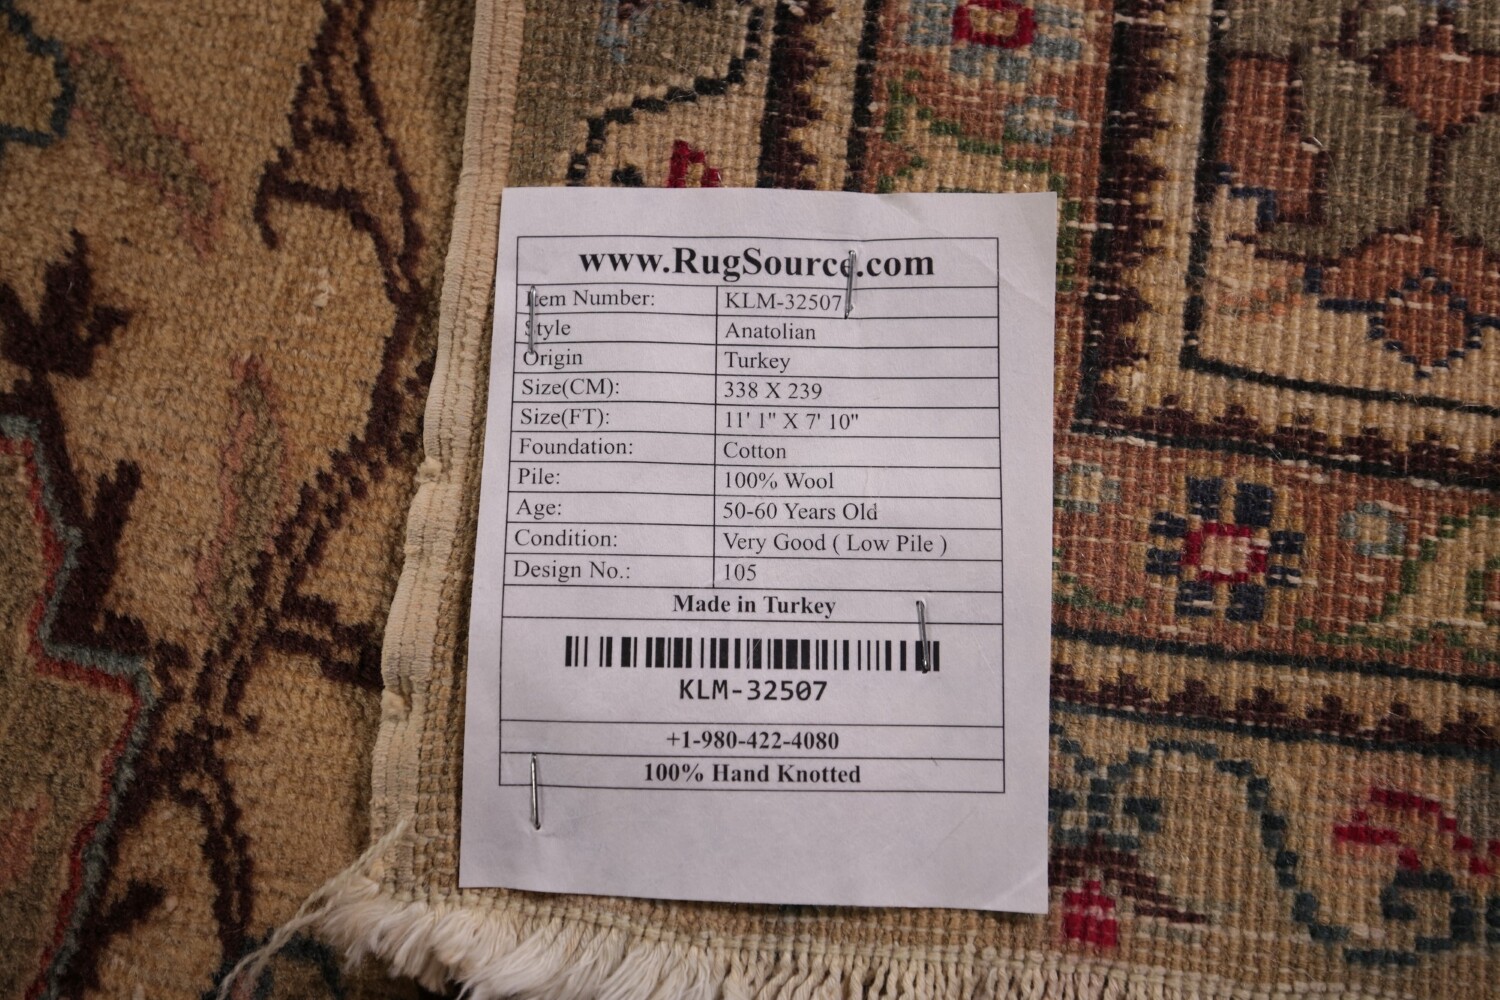 www.RugSource.com
Item Number: KLM-32507
Style Anatolian
Origin Turkey
Size(CM): 338 X 239
Size(FT): 11' 1" X 7' 10"
Foundation: Cotton
Pile: 100% Wool
Age: 50-60 Years Old
Condition: Very Good ( Low Pile )
Design No.: 105
Made in Turkey
KLM-32507
+1-980-422-4080
100% Hand Knotted